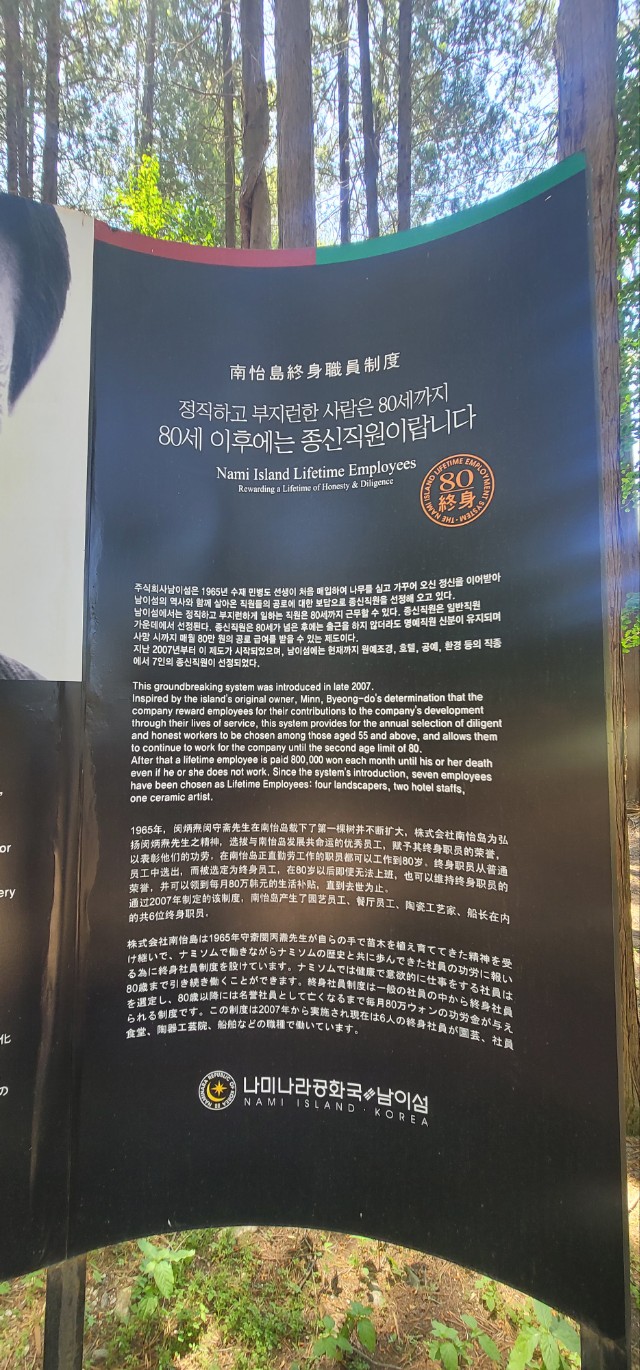 南怡島終身職員制度
정직하고 부지런한 사람은 80세까지
80세 이후에는 종신직원이랍니다
Nami Island Lifetime Employees
Rewarding a Lifetime of Honesty & Diligence
THE NAMI ISLAND LIFETIME EMPLOYMENT SYSTEM
80
終身
주식회사남이섬은 1965년 수재 민병도 선생이 처음 매입하여 나무를 심고 가꾸어 오신 정신을 이어받아
남이섬의 역사와 함께 살아온 직원들의 공로에 대한 보답으로 종신직원을 선정해 오고 있다.
남이섬에서는 정직하고 부지런하게 일하는 직원은 80세까지 근무할 수 있다. 종신직원은 일반직원
가운데에서 선정된다. 종신직원은 80세가 넘은 후에는 출근을 하지 않더라도 명예직원 신분이 유지되며
사망 시까지 매월 80만 원의 공로 급여를 받을 수 있는 제도이다.
지난 2007년부터 이 제도가 시작되었으며, 남이섬에는 현재까지 원예조경, 호텔, 공예, 환경 등의 직종
에서 7인의 종신직원이 선정되었다.
This groundbreaking system was introduced in late 2007.
Inspired by the island's original owner, Minn, Byeong-do's determination that the
company reward employees for their contributions to the company's development
through their lives of service, this system provides for the annual selection of diligent
and honest workers to be chosen among those aged 55 and above, and allows them
to continue to work for the company until the second age limit of 80.
After that a lifetime employee is paid 800,000 won each month until his or her death
even if he or she does not work. Since the system's introduction, seven employees
have been chosen as Lifetime Employees: four landscapers, two hotel staffs,
one ceramic artist.
1965年，闵炳焘闵守斋先生在南怡岛栽下了第一棵树并不断扩大，株式会社南怡岛为弘
扬闵炳焘先生之精神，选拔与南怡岛发展共命运的优秀员工，赋予其终身职员的荣誉，
以表彰他们的功劳。在南怡岛正直勤劳工作的职员都可以工作到80岁。终身职员从普通
员工中选出，而被选定为终身员工，在80岁以后即便无法上班，也可以维持终身职员的
荣誉，并可以领到每月80万韩元的生活补贴，直到去世为止。
通过2007年制定的该制度，南怡岛产生了园艺员工、餐厅员工、陶瓷工艺家、船长在内
的共6位终身职员。
株式会社南怡島は1965年守斎閔丙燾先生が自らの手で苗木を植え育ててきた精神を受
け継いで、ナミソムで働きながらナミソムの歴史と共に歩んできた社員の功労に報い
る為に終身社員制度を設けています。ナミソムでは健康で意欲的に仕事をする社員は
80歳まで引き続き働くことができます。終身社員制度は一般の社員の中から終身社員
を選定し、80歳以降には名誉社員として亡くなるまで毎月80万ウォンの功労金が与え
られる制度です。この制度は2007年から実施され現在は6人の終身社員が園芸、社員
食堂、陶器工芸院、船舶などの職種で働いています。
나미나라공화국 남이섬
NAMI ISLAND · KOREA
or
ery
化
の